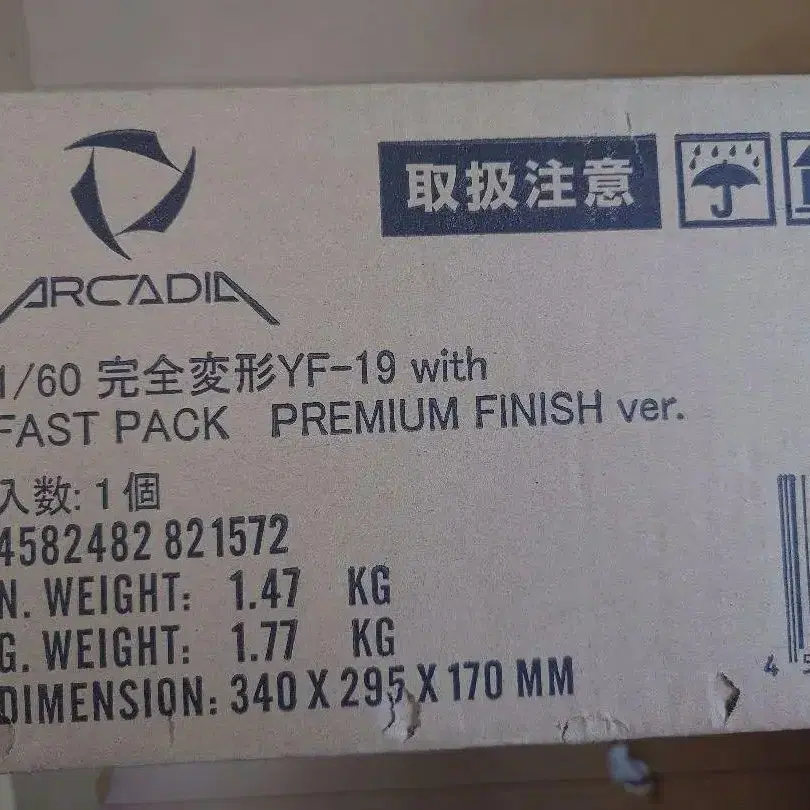 取扱注意
ARCADIA
1/60 完全変形YF-19 with
FAST PACK PREMIUM FINISH ver.
入数: 1個
4582482 821572
N. WEIGHT: 1.47 KG
G. WEIGHT: 1.77 KG
DIMENSION: 340 X 295 X 170 MM
4